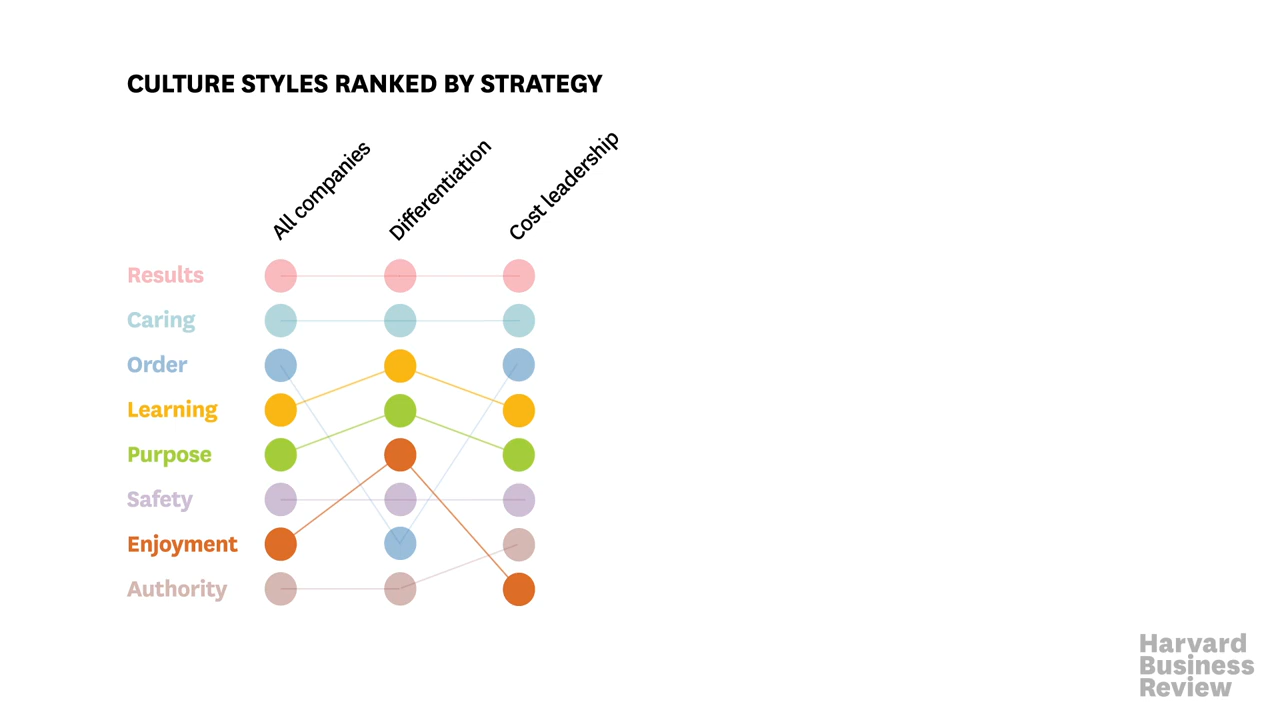 CULTURE STYLES RANKED BY STRATEGY
All companies
Differentiation
Cost leadership
Results
Caring
Order
Learning
Purpose
Safety
Enjoyment
Authority
Harvard
Business
Review